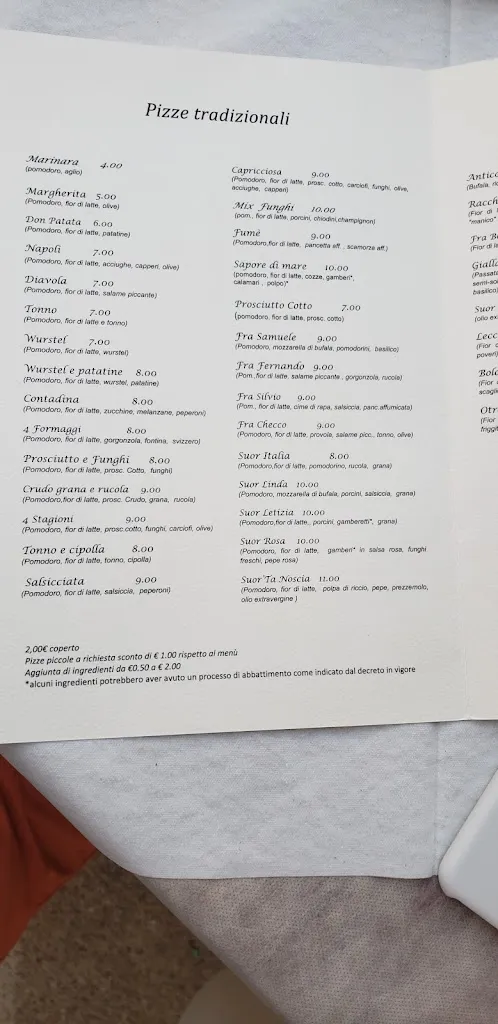 Pizze tradizionali
Marinara 4.00
(pomodoro, aglio)
Margherita 5.00
(Pomodoro, fior di latte, olive)
Don Patata 6.00
(Pomodoro, fior di latte, patatine)
Napoli 7.00
(Pomodoro, fior di latte, acciughe, capperi, olive)
Diavola 7.00
(Pomodoro, fior di latte, salame piccante)
Tonno 7.00
(Pomodoro, fior di latte e tonno)
Wurstel 7.00
(Pomodoro, fior di latte, wurstel)
Wurstel e patatine 8.00
(Pomodoro, fior di latte, wurstel, patatine)
Contadina 8.00
(Pomodoro, fior di latte, zucchine, melanzane, peperoni)
4 Formaggi 8.00
(Pomodoro, fior di latte, gorgonzola, fontina, svizzero)
Prosciutto e Funghi 8.00
(Pomodoro, fior di latte, prosc. Cotto, funghi)
Crudo grana e rucola 9.00
(Pomodoro,fior di latte, prosc. Crudo, grana, rucola)
4 Stagioni 9.00
(Pomodoro, fior di latte, prosc.cotto, funghi, carciofi, olive)
Tonno e cipolla 8.00
(Pomodoro, fior di latte, tonno, cipolla)
Salsicciata 9.00
(Pomodoro, fior di latte, salsiccia, peperoni)
Capricciosa 9.00
(Pomodoro, fior di latte, prosc. cotto, carciofi, funghi, olive,
acciughe, capperi)
Mix Funghi 10.00
(pom., fior di latte, porcini, chiodini,champignon)
Fumè 9.00
(Pomodoro,fior di latte, pancetta aff. , scamorza aff.)
Sapore di mare 10.00
(pomodoro, fior di latte, cozze, gamberi*,
calamari , polpo)*
Prosciutto Cotto 7.00
(pomodoro, fior di latte, prosc. cotto)
Fra Samuele 9.00
(Pomodoro, mozzarella di bufala, pomodorini, basilico)
Fra Fernando 9.00
(Pom.,fior di latte, salame piccante , gorgonzola, rucola)
Fra Silvio 9.00
(Pom., fior di latte, cime di rapa, salsiccia, panc.affumicata)
Fra Checco 9.00
(Pomodoro, fior di latte, provola, salame picc., tonno, olive)
Suor Italia 8.00
(Pomodoro,fior di latte, pomodorino, rucola, grana)
Suor Linda 10.00
(Pomodoro, mozzarella di bufala, porcini, salsiccia, grana)
Suor Letizia 10.00
(Pomodoro,fior di latte,, porcini, gamberetti*, grana)
Suor Rosa 10.00
(Pomodoro, fior di latte, gamberi* in salsa rosa, funghi
freschi, pepe rosa)
Suor Ta Noscia 11.00
(Pomodoro, fior di latte, polpa di riccio, pepe, prezzemolo,
olio extravergine )
2,00€ coperto
Pizze piccole a richiesta sconto di € 1.00 rispetto al menù
Aggiunta di ingredienti da €0.50 a € 2.00
*alcuni ingredienti potrebbero aver avuto un processo di abbattimento come indicato dal decreto in vigore
(Bufala,
(Fior di
"manico"
Fra
(Fior di
(Passata
basilico)
Suor
(olio
(Fior
(Fior
(Fior